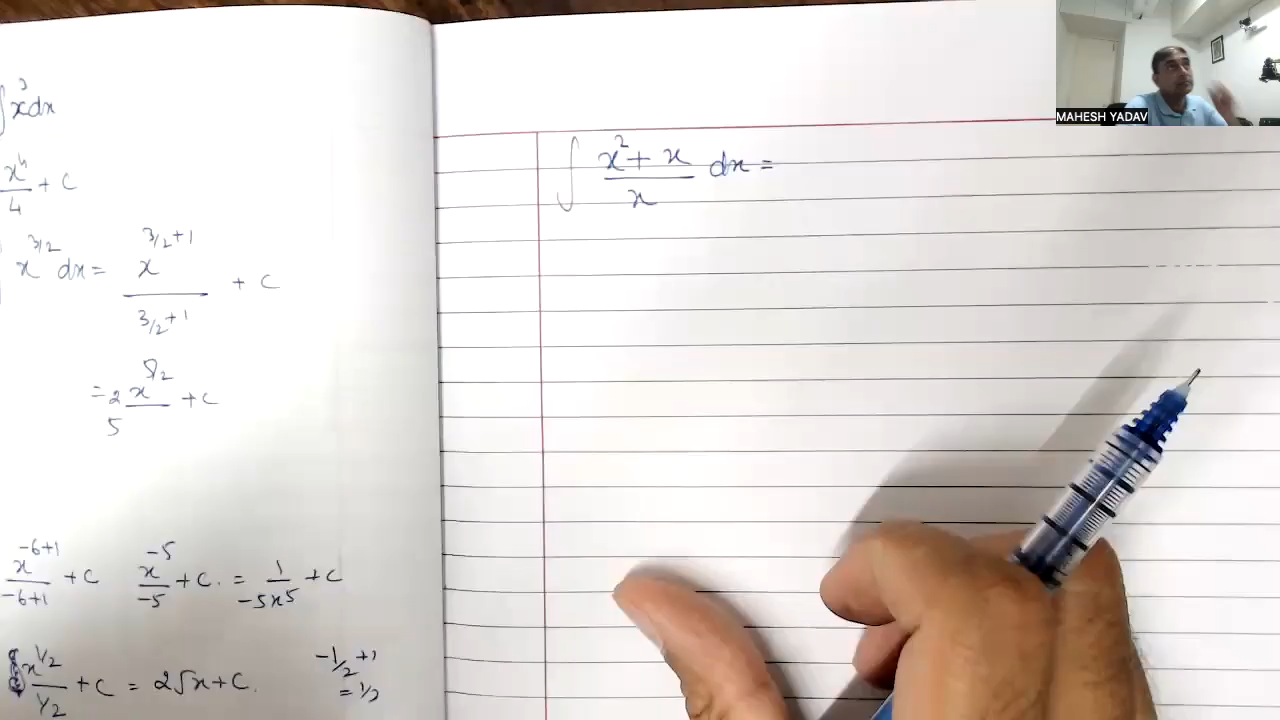 ∫x³dx
x⁴/4 + C
x^(3/2) dx = x^(3/2+1)/(3/2+1) + C
= 2/5 x^(5/2) + C
x^(-6+1)/(-6+1) + C   x^(-5)/(-5) + C. = 1/(-5x⁵) + C
x^(1/2)/(1/2) + C = 2√x + C.   -1/2 + 1
= 1/2
∫ (x² + x)/x dx =
MAHESH YADAV